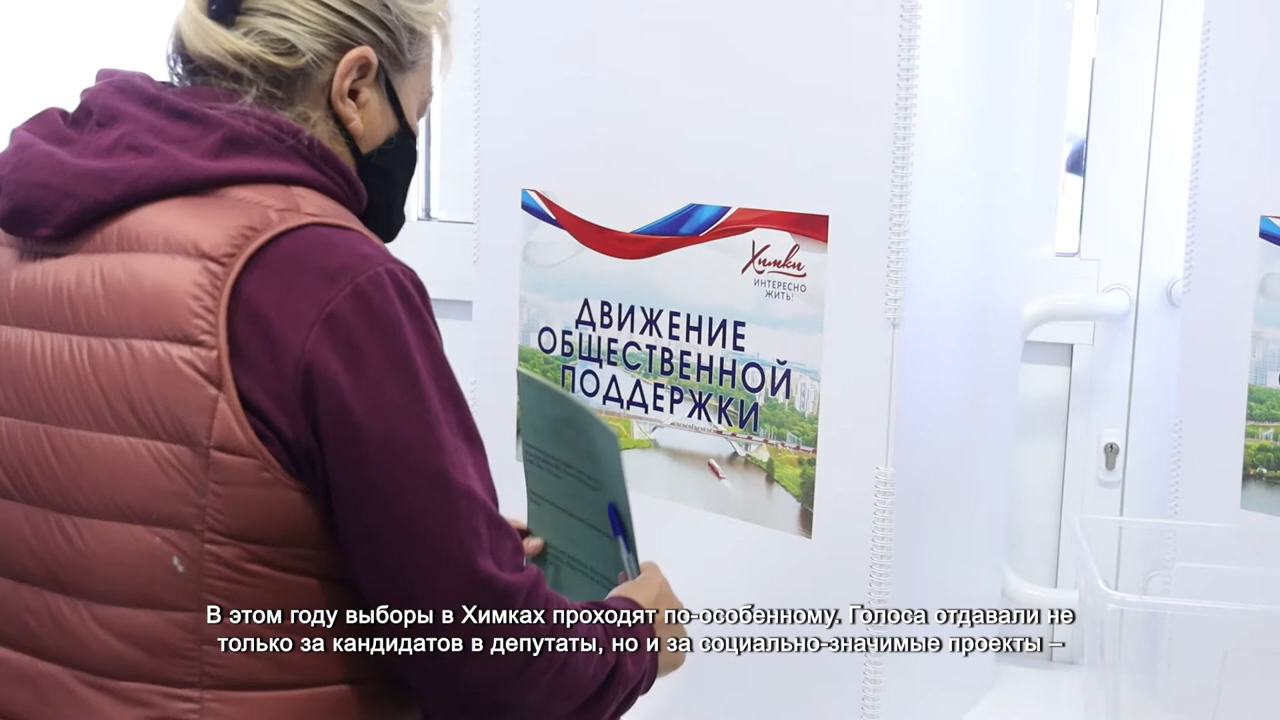 Химки
ИНТЕРЕСНО
ЖИТЬ!
ДВИЖЕНИЕ
ОБЩЕСТВЕННОЙ
ПОДДЕРЖКИ
В этом году выборы в Химках проходят по-особенному. Голоса отдавали не
только за кандидатов в депутаты, но и за социально-значимые проекты –